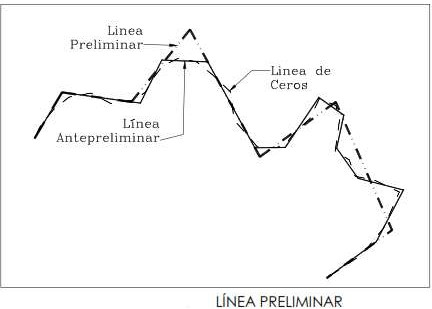 Linea
Preliminar
Linea de
Ceros
Línea
Antepreliminar
LÍNEA PRELIMINAR